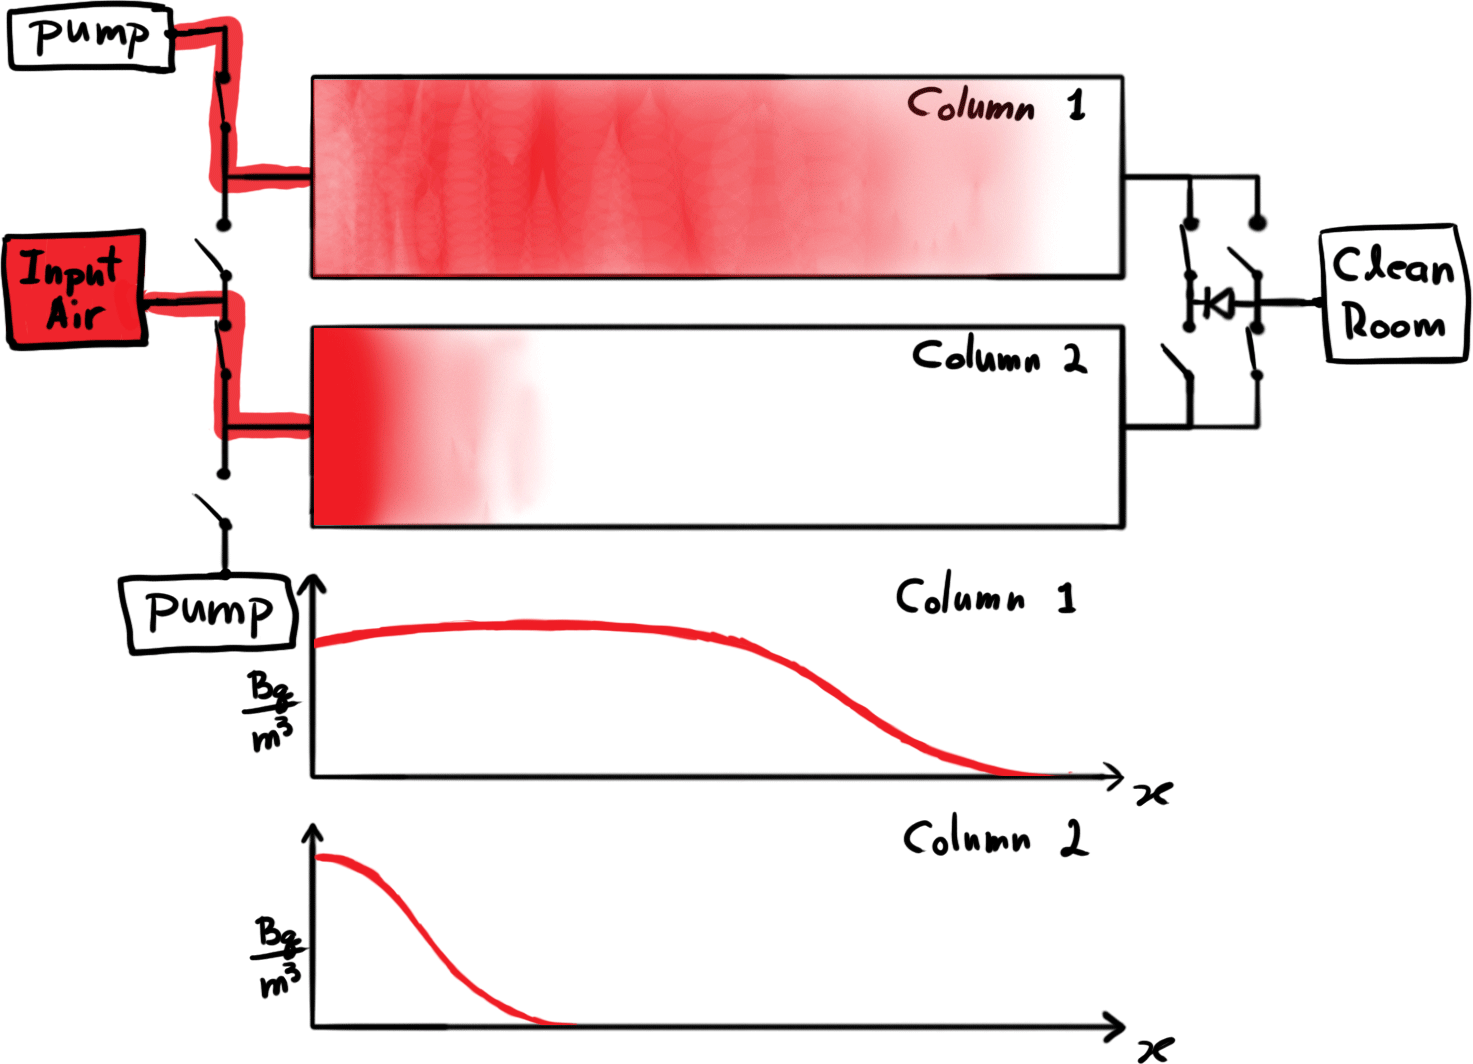 Pump
Column 1
Input
Air
Clean
Room
Column 2
Pump
Column 1
Bq
m³
x
Column 2
Bq
m³
x